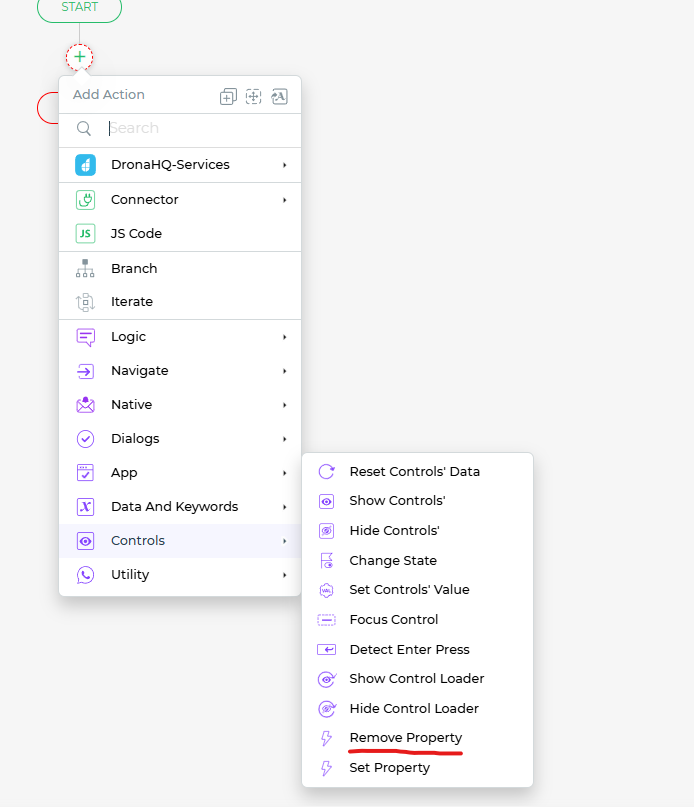 START
Add Action
Search
DronaHQ-Services
Connector
JS JS Code
Branch
Iterate
Logic
Navigate
Native
Dialogs
App
Data And Keywords
Controls
Utility
Reset Controls' Data
Show Controls'
Hide Controls'
Change State
VAL Set Controls' Value
Focus Control
Detect Enter Press
Show Control Loader
Hide Control Loader
Remove Property
Set Property